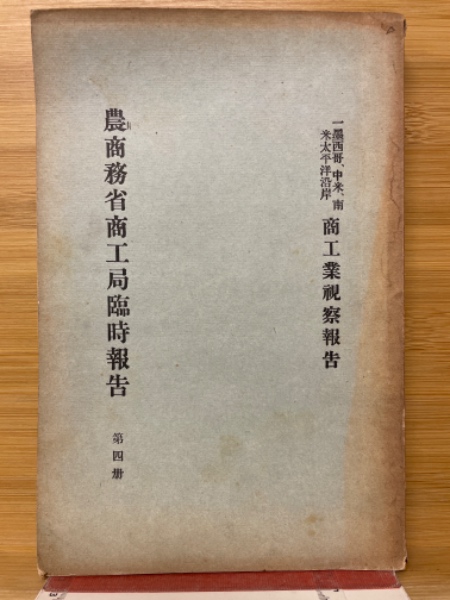 一墨西哥、中米、南
米太平洋沿岸
商工業視察報告
農商務省商工局臨時報告
第四册